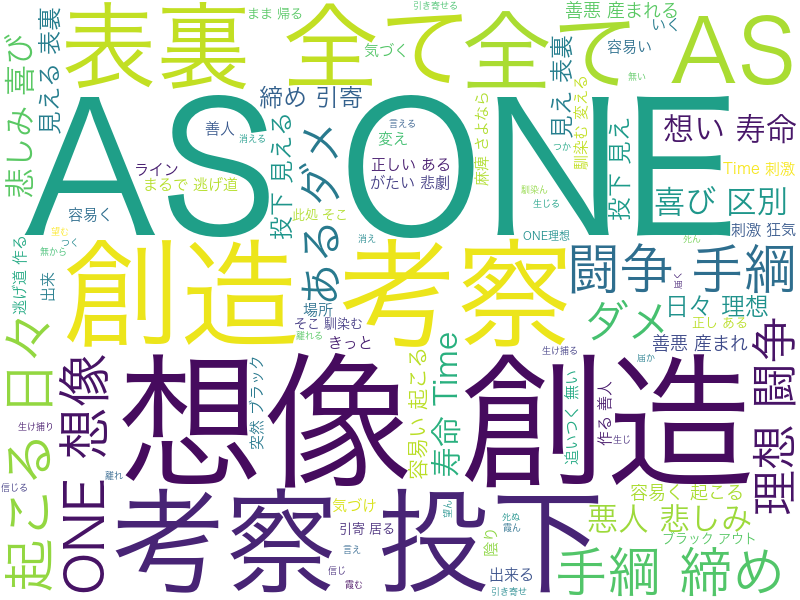 まま 帰る
引き寄せる
善悪 産まれる
表裏 全て
全て AS
気づく
いく
容易い
無い
悲しみ 喜び
見える 表裏
締め 引寄
善人
消える
言える
変え
麻痺 さよなら
見え 表裏
馴染む 変える
つか
想い 寿命
AS ONE
ライン
まるで 逃げ道
投下 見える
ある ダメ
正しい ある
がたい 悲劇
馴染ん
生じる
投下 見え
Time 刺激
喜び 区別
容易く
望む
つく
此処 そこ
消え
ONE理想
刺激 狂気
死ん
無から
逃げ道 作る
出来
創造 考察
闘争 手綱
場所
そこ 馴染む
離れる
きっと
ダメ
日々 理想
正し ある
善悪 産まれ
起こる 日々
ONE 想像
想像 創造
突然 ブラック
容易い 起こる
寿命 Time
生け捕る
届か
追いつく 無い
作る 善人
生じ
理想 闘争
生け捕り
信じる
離れ
考察 投下
気づけ
引寄 居る
言え
信じ
霞む
望ん
陰り
死ぬ
霞ん
出来る
引き寄せ
容易く 起こる
悪人 悲しみ
ブラック アウト
手綱 締め